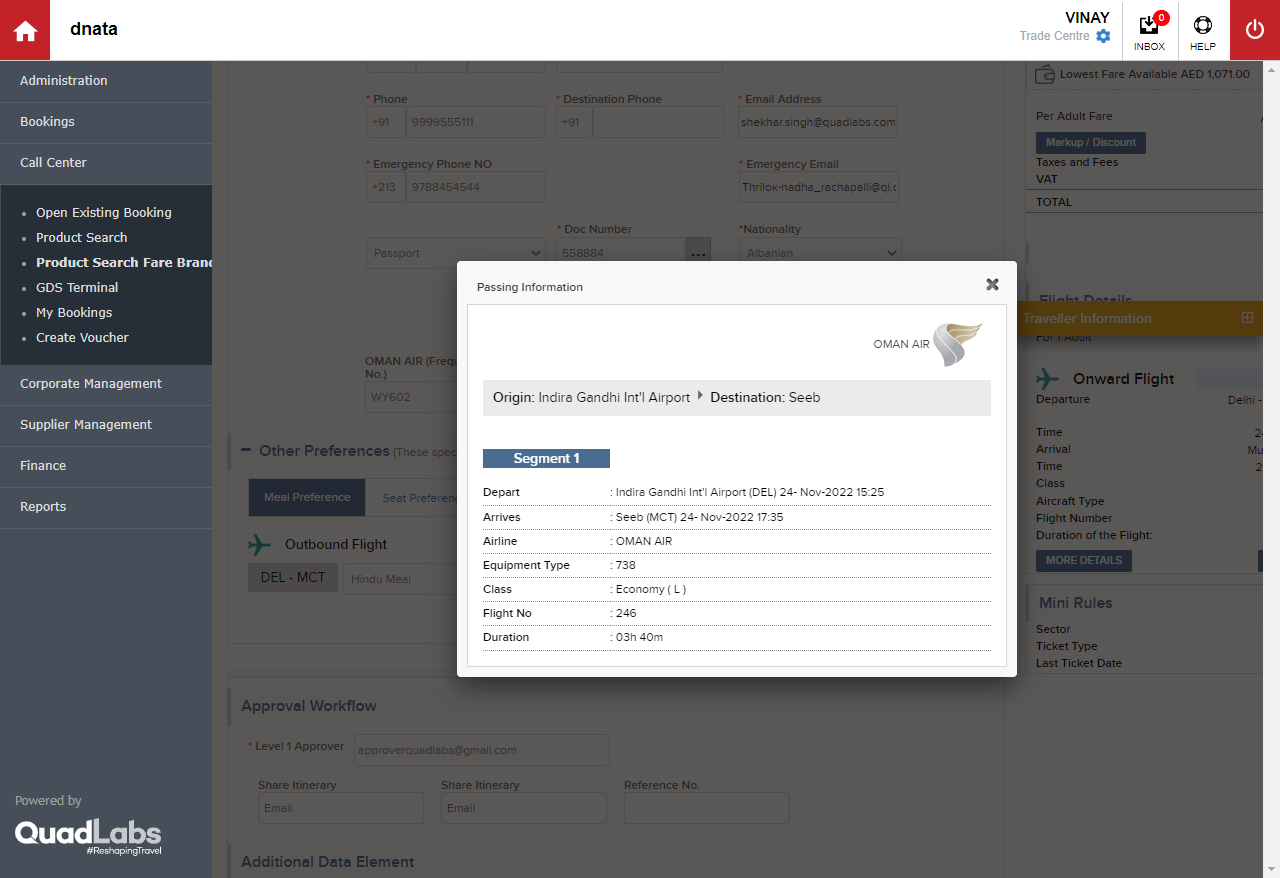 dnata
VINAY
Trade Centre
0
INBOX
HELP
Administration
Bookings
Call Center
Open Existing Booking
Product Search
Product Search Fare Brand
GDS Terminal
My Bookings
Create Voucher
Corporate Management
Supplier Management
Finance
Reports
Powered by
QuadLabs
#ReshapingTravel
* Phone
* Destination Phone
* Email Address
+91
9999555111
+91
shekhar.singh@quadlabs.com
* Emergency Phone NO
* Emergency Email
+213
9788454544
Thrilok-nadha_rachapalli@ql.c
* Doc Number
*Nationality
Passport
558884
...
Albanian
OMAN AIR (Frequ
No.)
WY602
Other Preferences (These spec
Meal Preference
Seat Preferenc
Outbound Flight
DEL - MCT
Hindu Meal
Approval Workflow
* Level 1 Approver
approverquadlabs@gmail.com
Share Itinerary
Share Itinerary
Reference No.
Email
Email
Additional Data Element
Passing Information
OMAN AIR
Origin: Indira Gandhi Int'l Airport Destination: Seeb
Segment 1
Depart : Indira Gandhi Int'l Airport (DEL) 24- Nov-2022 15:25
Arrives : Seeb (MCT) 24- Nov-2022 17:35
Airline : OMAN AIR
Equipment Type : 738
Class : Economy ( L )
Flight No : 246
Duration : 03h 40m
Lowest Fare Available AED 1,071.00
Per Adult Fare
Markup / Discount
Taxes and Fees
VAT
TOTAL
Flight Details
Traveller Information
For 1 Adult
Onward Flight
Departure Delhi -
Time 24
Arrival Mu
Time 2
Class
Aircraft Type
Flight Number
Duration of the Flight:
MORE DETAILS
Mini Rules
Sector
Ticket Type
Last Ticket Date